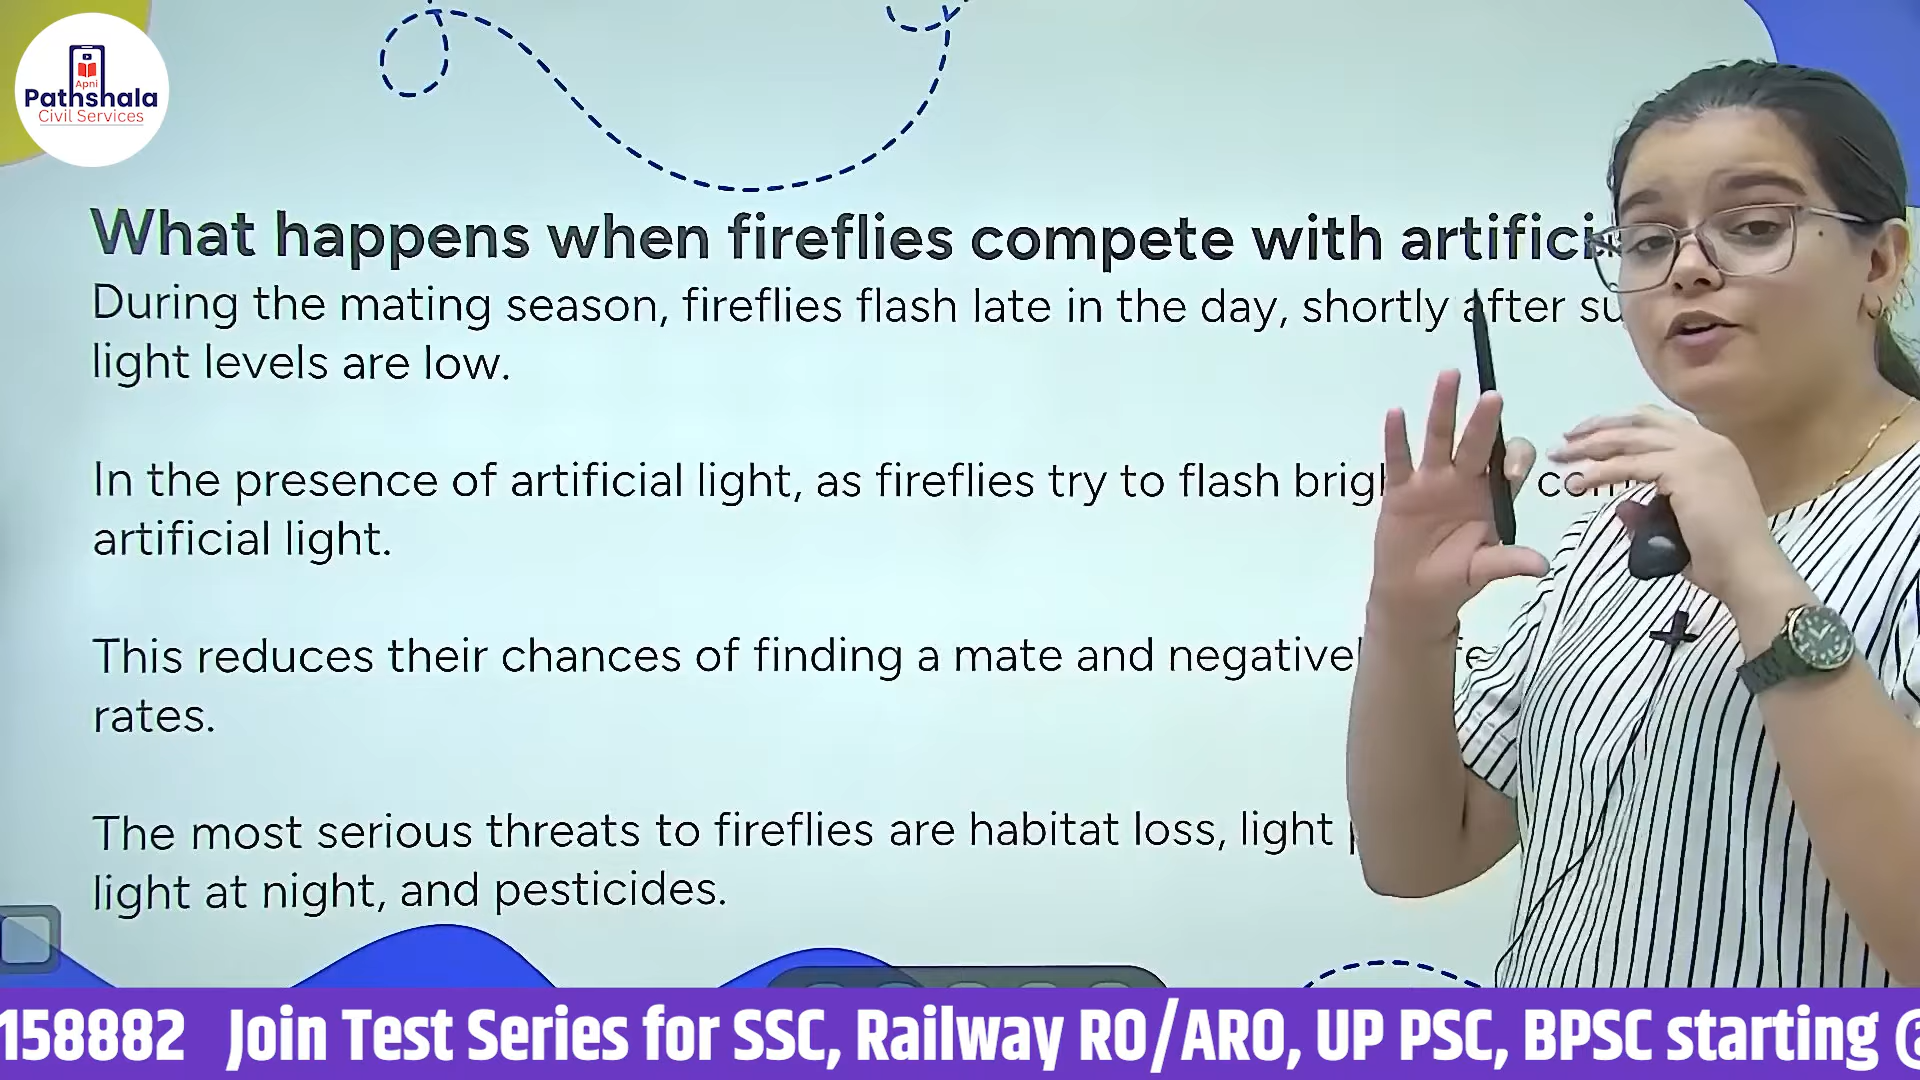 Apni
Pathshala
Civil Services
What happens when fireflies compete with
During the mating season, fireflies flash late in the day, shortly after
light levels are low.
In the presence of artificial light, as fireflies try to flash
artificial light.
This reduces their chances of finding a mate and
rates.
The most serious threats to fireflies are habitat loss, light
light at night, and pesticides.
158882 Join Test Series for SSC, Railway RO/ARO, UP PSC, BPSC starting @